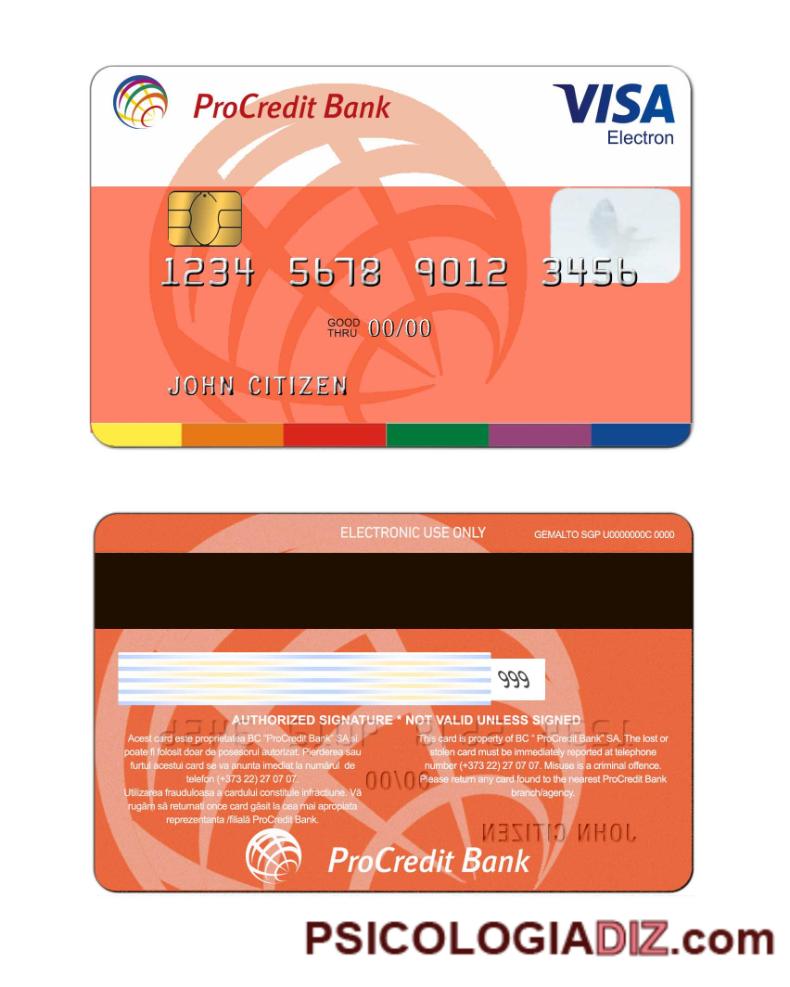 ProCredit Bank
VISA
Electron
1234 5678 9012 3456
GOOD
THRU 00/00
JOHN CITIZEN
ELECTRONIC USE ONLY
GEMALTO SGP U0000000C 0000
999
AUTHORIZED SIGNATURE * NOT VALID UNLESS SIGNED
Acest card este proprietatea BC "ProCredit Bank" SA si
poate fi folosit doar de posesorul autorizat. Pierderea sau
furtul acestui card se va anunta imediat la numărul de
telefon (+373 22) 27 07 07.
Utilizarea frauduloasa a cardului constituie infractiune. Vă
rugăm să returnati orice card găsit la cea mai apropiata
reprezentanta /filială ProCredit Bank.
This card is property of BC " ProCredit Bank" SA. The lost or
stolen card must be immediately reported at telephone
number (+373 22) 27 07 07. Misuse is a criminal offence.
Please return any card found to the nearest ProCredit Bank
branch/agency.
00/00
JOHN CITIZEN
ProCredit Bank
PSICOLOGIADIZ.com